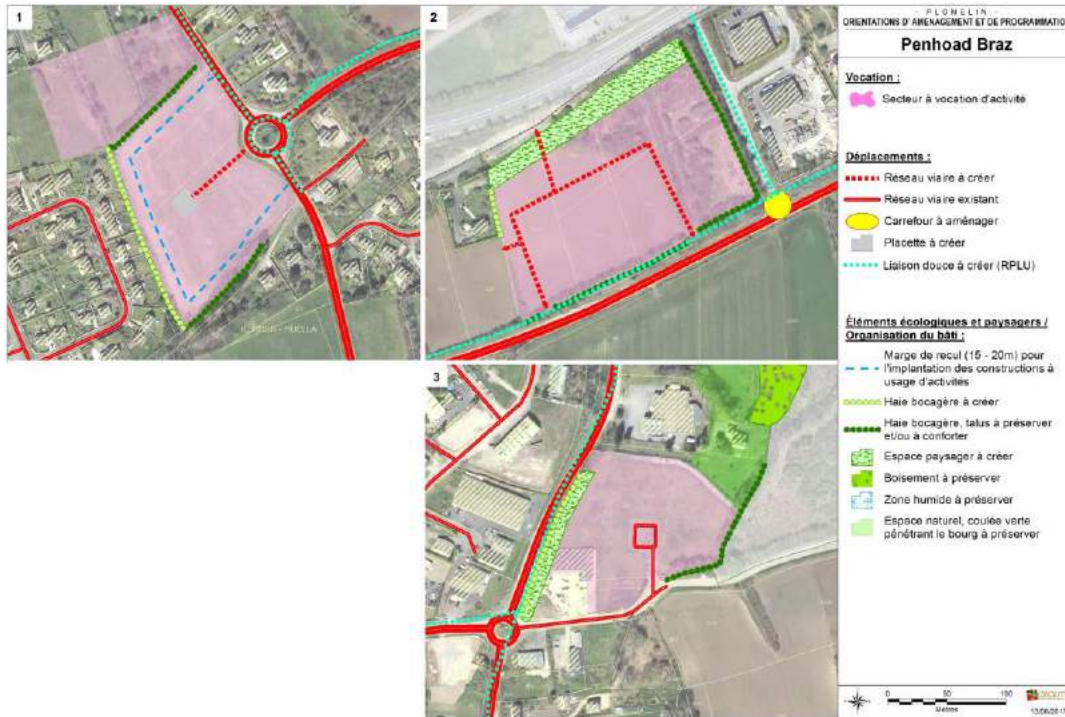 1
2
3
- PLOMELIN -
ORIENTATIONS D'AMENAGEMENT ET DE PROGRAMMATIO
Penhoad Braz
Vocation :
Secteur à vocation d'activité
Déplacements :
Réseau viaire à créer
Réseau viaire existant
Carrefour à aménager
Placette à créer
Liaison douce à créer (RPLU)
Éléments écologiques et paysagers /
Organisation du bâti :
Marge de recul (15 - 20m) pour
l'implantation des constructions à
usage d'activités
Haie bocagère à créer
Haie bocagère, talus à préserver
et/ou à conforter
Espace paysager à créer
Boisement à préserver
Zone humide à préserver
Espace naturel, coulée verte
pénétrant le bourg à préserver
0 50 100
Mètres